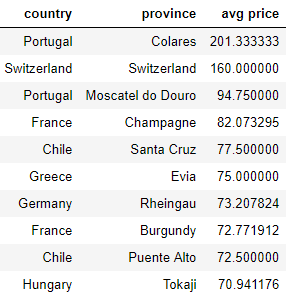 country province avg price
Portugal Colares 201.333333
Switzerland Switzerland 160.000000
Portugal Moscatel do Douro 94.750000
France Champagne 82.073295
Chile Santa Cruz 77.500000
Greece Evia 75.000000
Germany Rheingau 73.207824
France Burgundy 72.771912
Chile Puente Alto 72.500000
Hungary Tokaji 70.941176